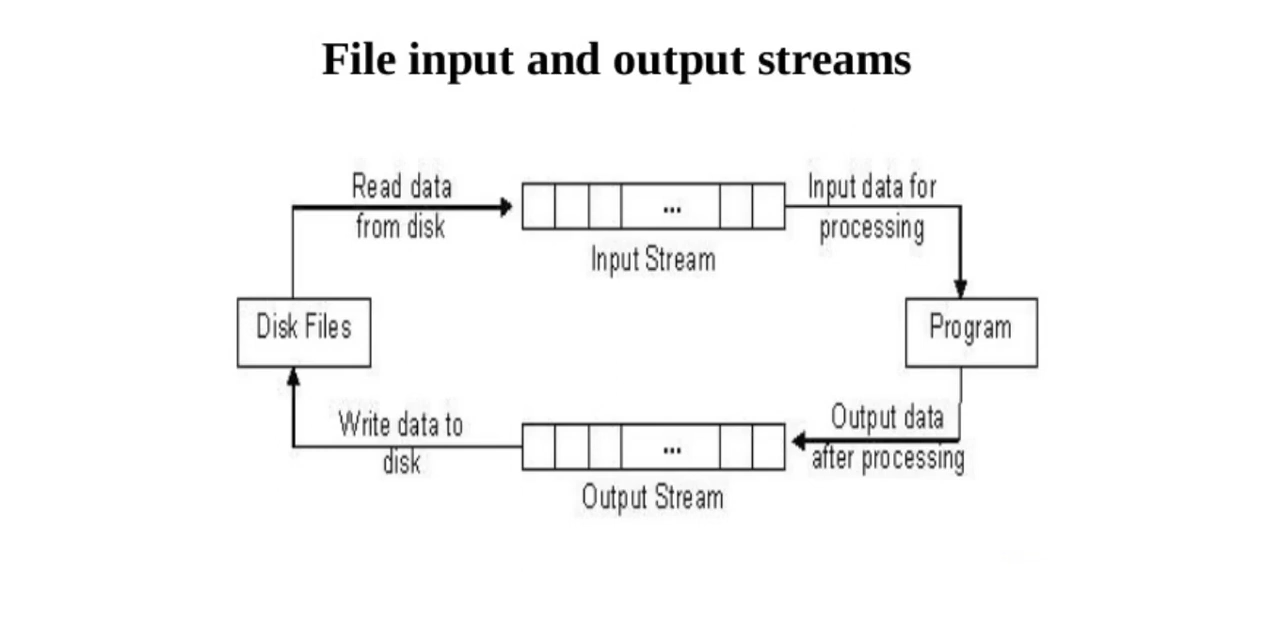 File input and output streams
Read data
from disk
...
Input Stream
Input data for
processing
Disk Files
Program
Write data to
disk
...
Output Stream
Output data
after processing